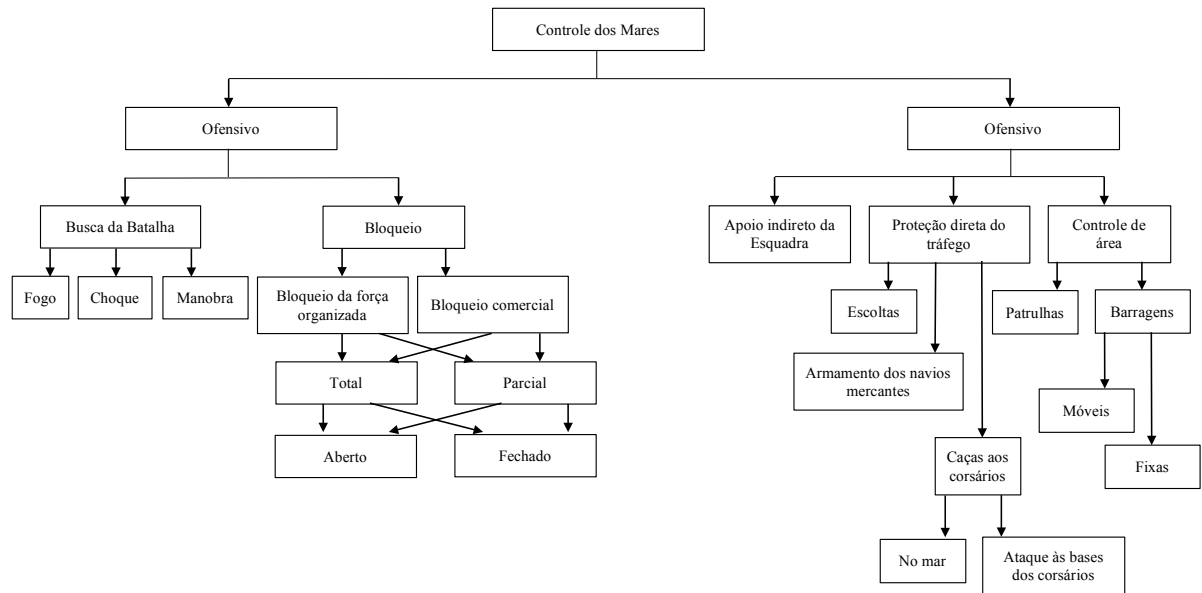 Controle dos Mares
Ofensivo
Ofensivo
Busca da Batalha
Bloqueio
Apoio indireto da
Esquadra
Proteção direta do
tráfego
Controle de
área
Fogo
Choque
Manobra
Bloqueio da força
organizada
Bloqueio comercial
Escoltas
Patrulhas
Barragens
Total
Parcial
Armamento dos navios
mercantes
Móveis
Aberto
Fechado
Caças aos
corsários
Fixas
No mar
Ataque às bases
dos corsários